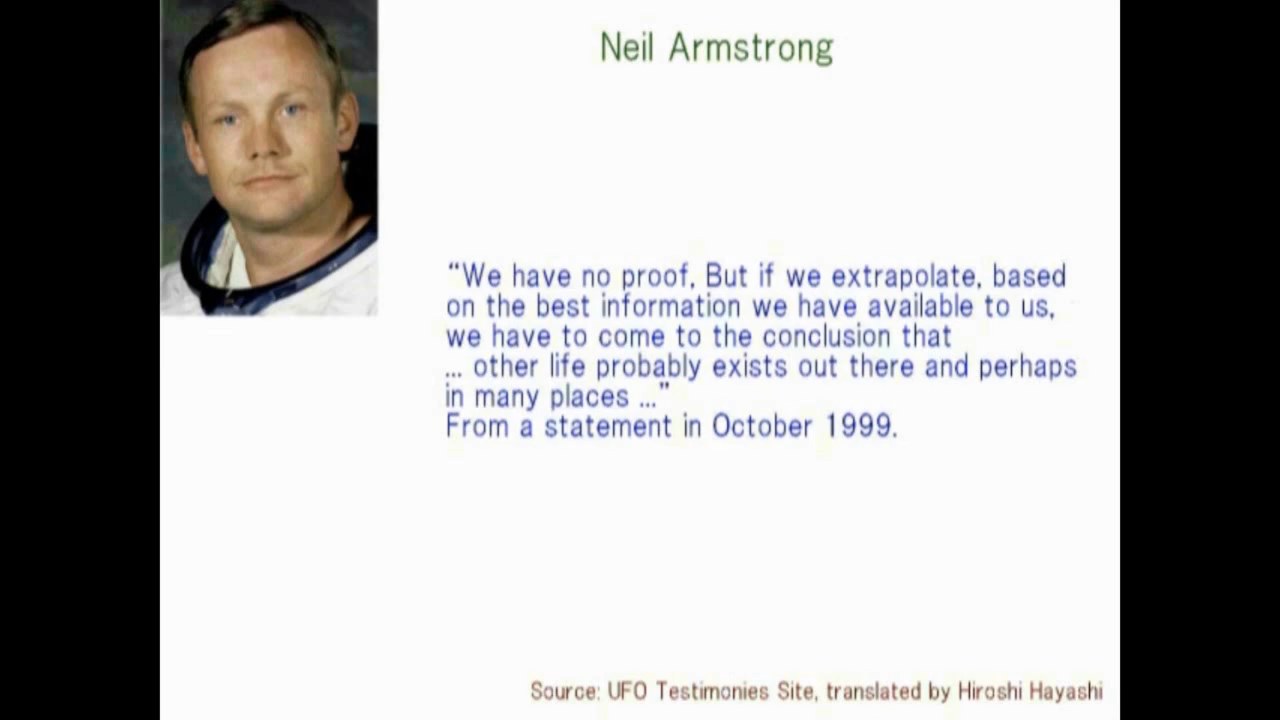 Neil Armstrong
“We have no proof, But if we extrapolate, based
on the best information we have available to us,
we have to come to the conclusion that
... other life probably exists out there and perhaps
in many places ...”
From a statement in October 1999.
Source: UFO Testimonies Site, translated by Hiroshi Hayashi